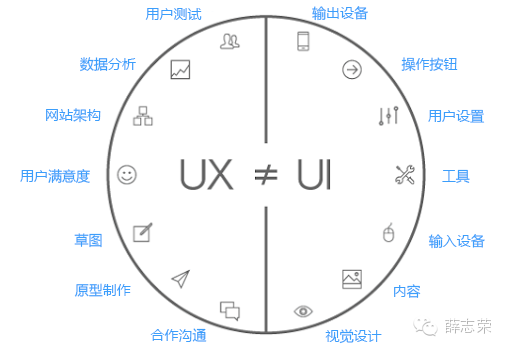 用户测试
输出设备
数据分析
操作按钮
网站架构
用户设置
UX ≠ UI
用户满意度
工具
草图
输入设备
原型制作
内容
合作沟通
视觉设计
薛志荣